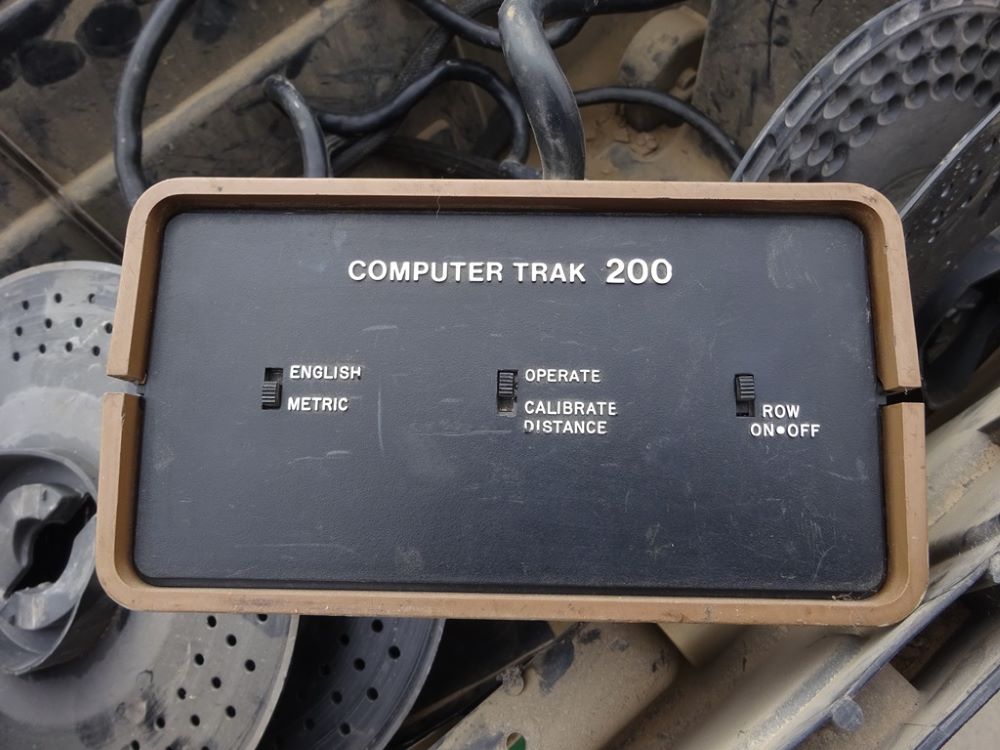 COMPUTER TRAK 200
ENGLISH
METRIC
OPERATE
CALIBRATE
DISTANCE
ROW
ON•OFF